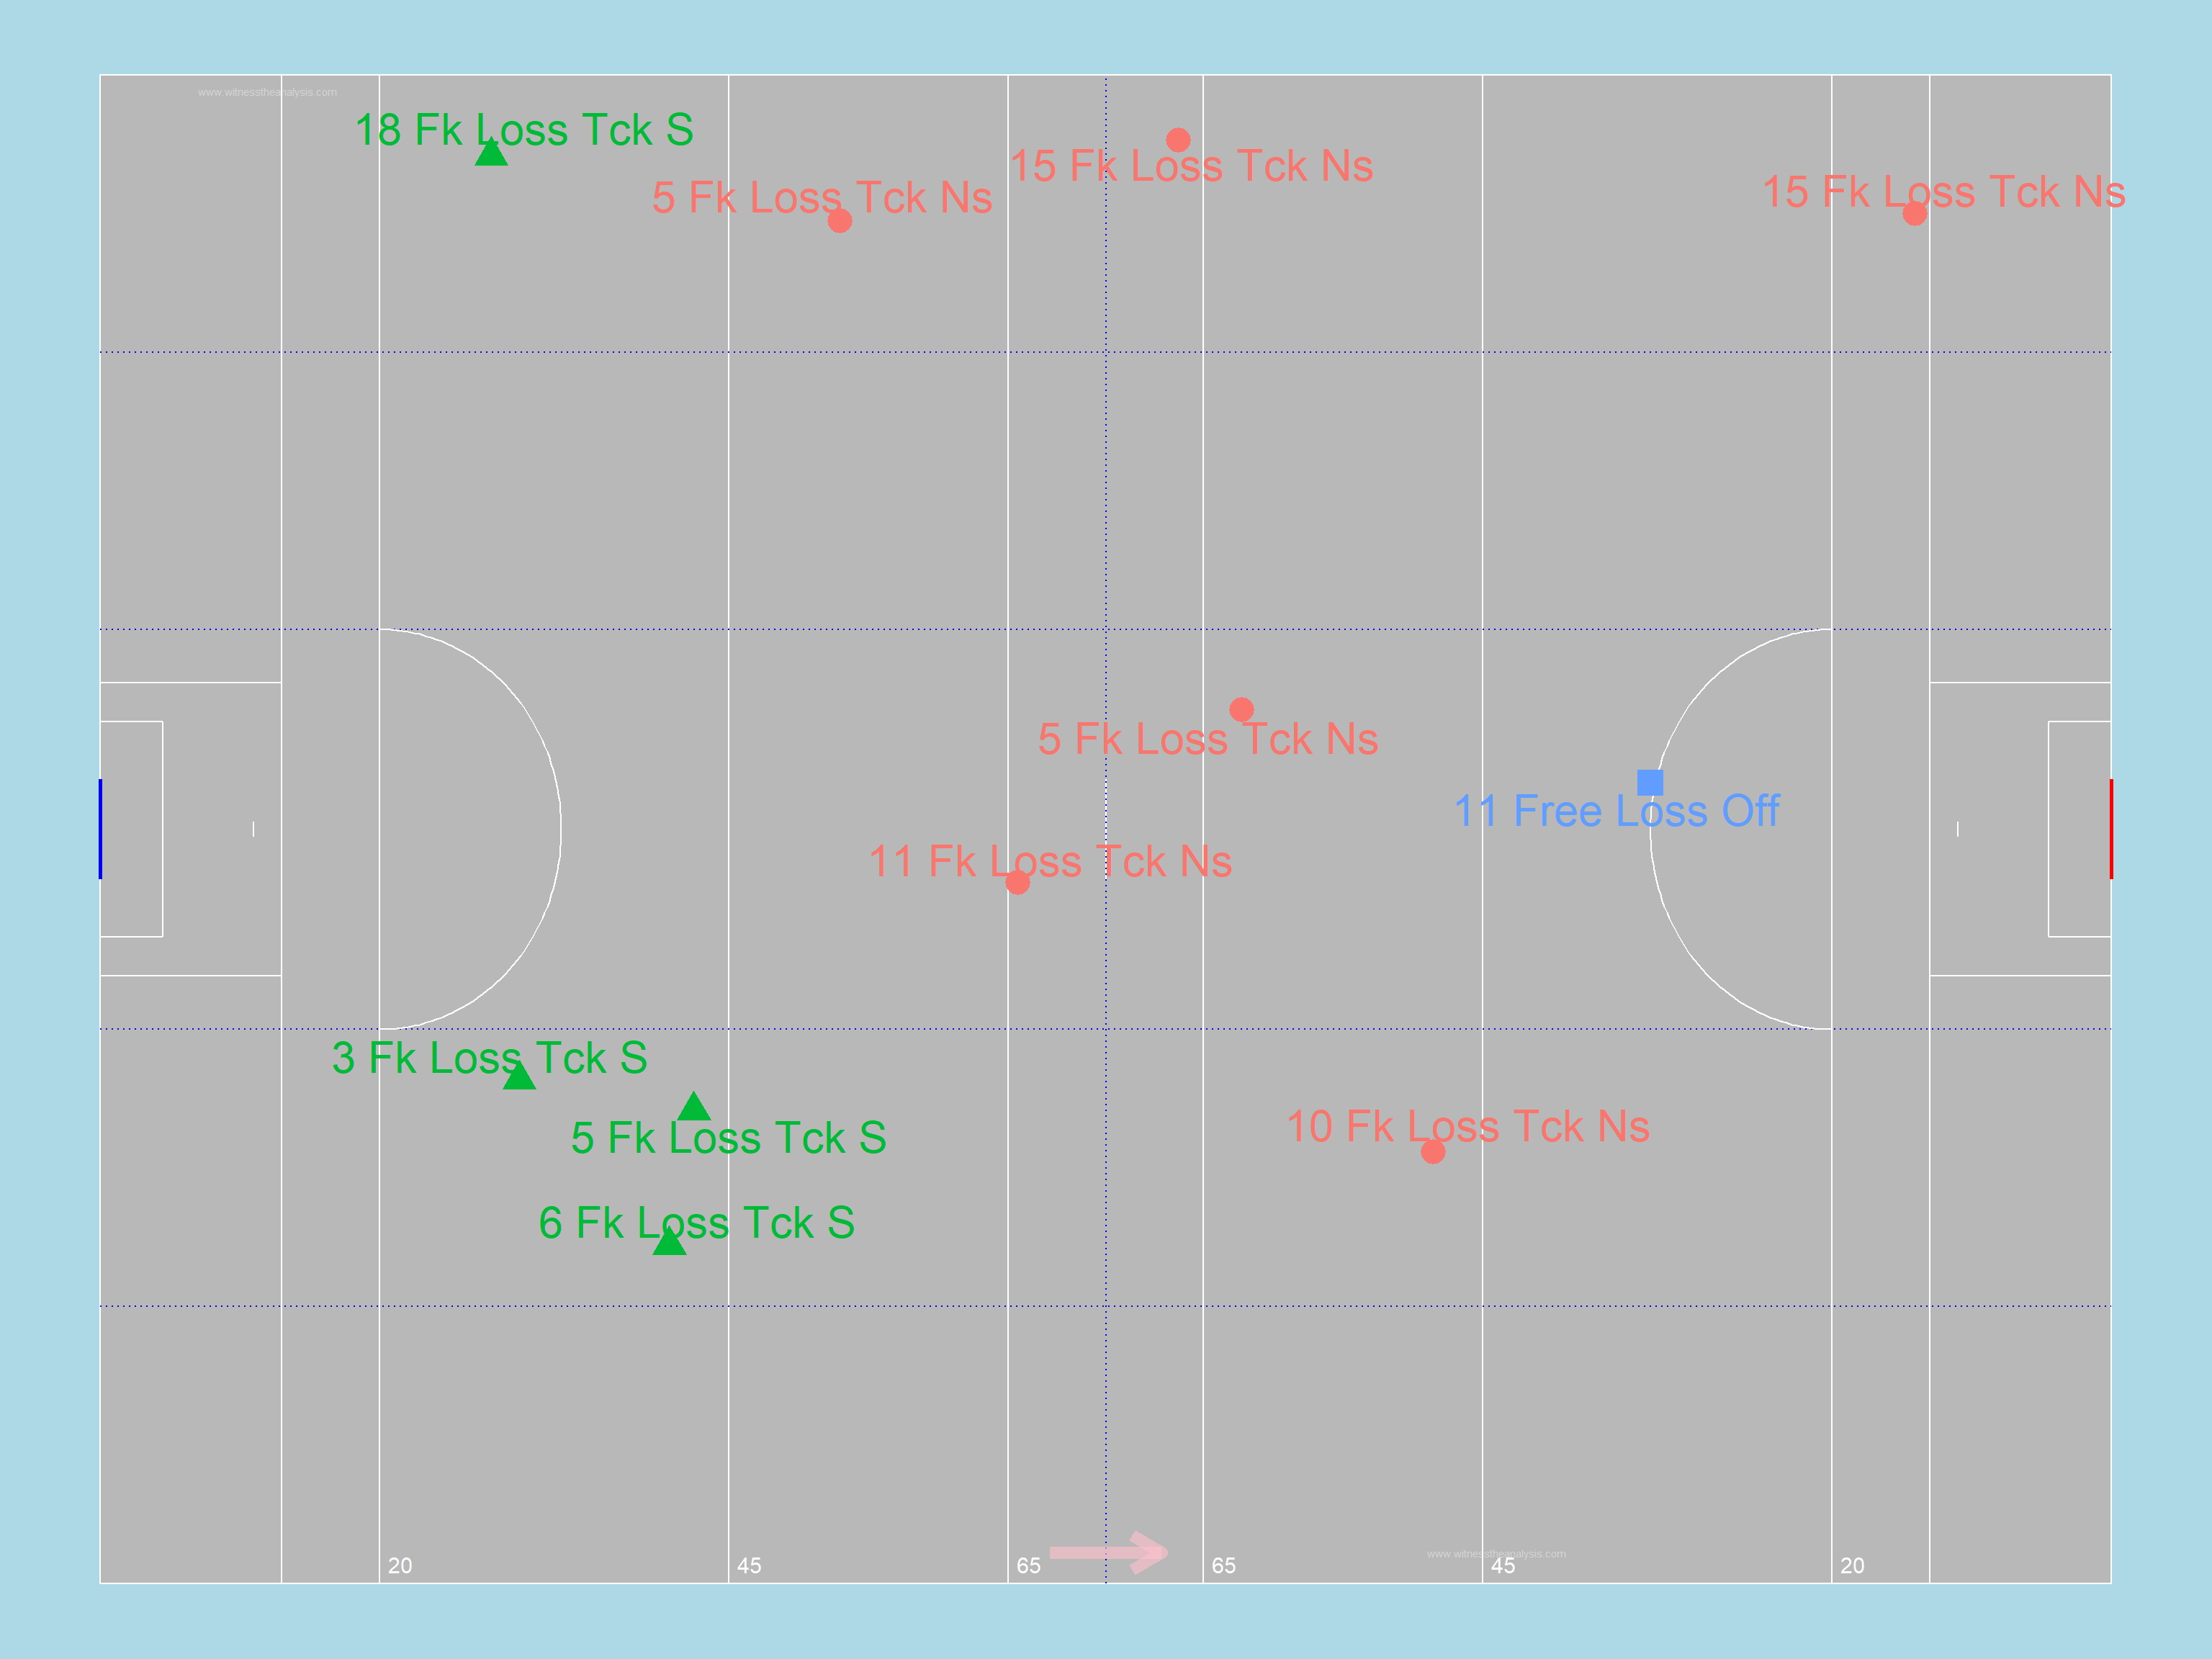 www.witnesstheanalysis.com
18 Fk Loss Tck S
15 Fk Loss Tck Ns
5 Fk Loss Tck Ns
15 Fk Loss Tck Ns
5 Fk Loss Tck Ns
11 Free Loss Off
11 Fk Loss Tck Ns
3 Fk Loss Tck S
10 Fk Loss Tck Ns
5 Fk Loss Tck S
6 Fk Loss Tck S
www.witnesstheanalysis.com
20 45 65 65 45 20